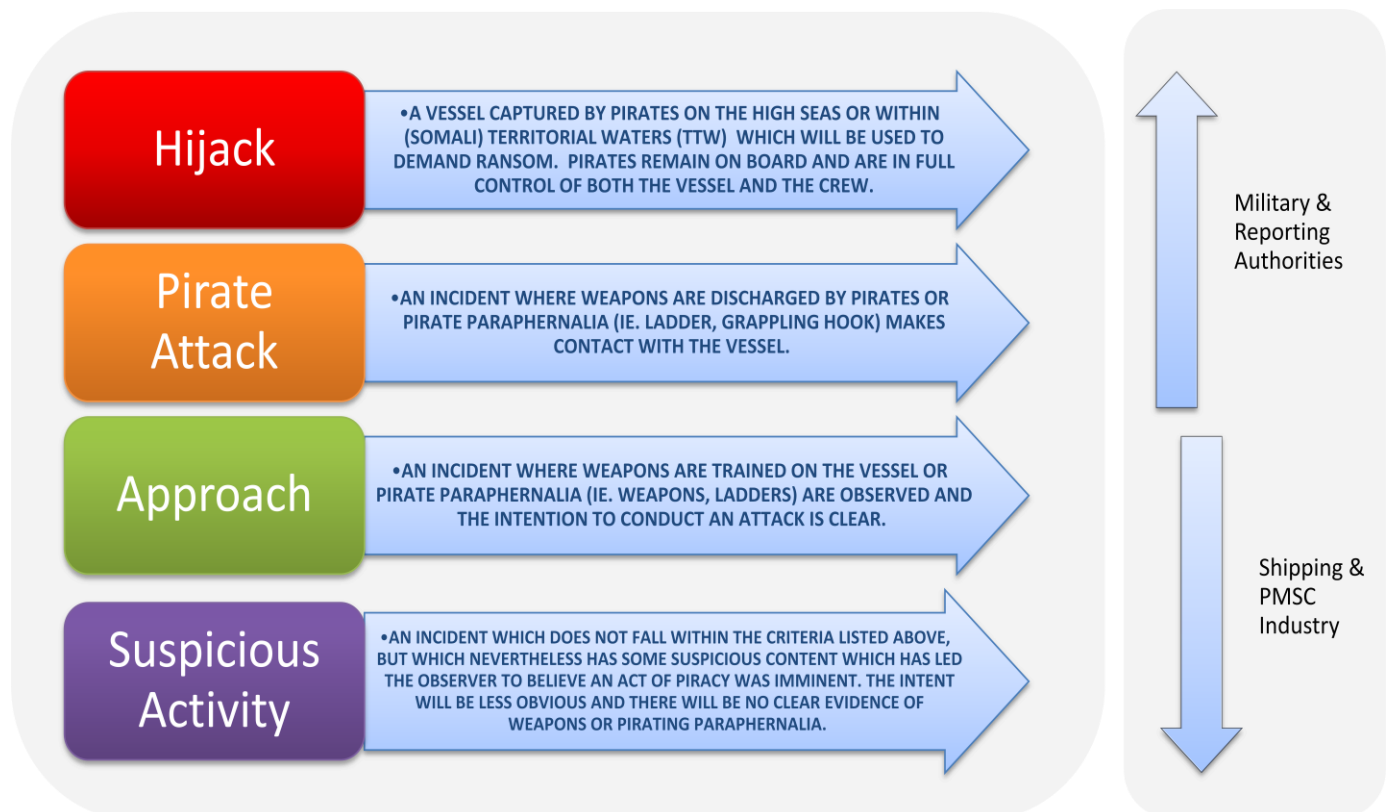 Hijack
•A VESSEL CAPTURED BY PIRATES ON THE HIGH SEAS OR WITHIN
(SOMALI) TERRITORIAL WATERS (TTW) WHICH WILL BE USED TO
DEMAND RANSOM. PIRATES REMAIN ON BOARD AND ARE IN FULL
CONTROL OF BOTH THE VESSEL AND THE CREW.
Pirate
Attack
•AN INCIDENT WHERE WEAPONS ARE DISCHARGED BY PIRATES OR
PIRATE PARAPHERNALIA (IE. LADDER, GRAPPLING HOOK) MAKES
CONTACT WITH THE VESSEL.
Approach
•AN INCIDENT WHERE WEAPONS ARE TRAINED ON THE VESSEL OR
PIRATE PARAPHERNALIA (IE. WEAPONS, LADDERS) ARE OBSERVED AND
THE INTENTION TO CONDUCT AN ATTACK IS CLEAR.
Suspicious
Activity
•AN INCIDENT WHICH DOES NOT FALL WITHIN THE CRITERIA LISTED ABOVE,
BUT WHICH NEVERTHELESS HAS SOME SUSPICIOUS CONTENT WHICH HAS LED
THE OBSERVER TO BELIEVE AN ACT OF PIRACY WAS IMMINENT. THE INTENT
WILL BE LESS OBVIOUS AND THERE WILL BE NO CLEAR EVIDENCE OF
WEAPONS OR PIRATING PARAPHERNALIA.
Military &
Reporting
Authorities
Shipping &
PMSC
Industry